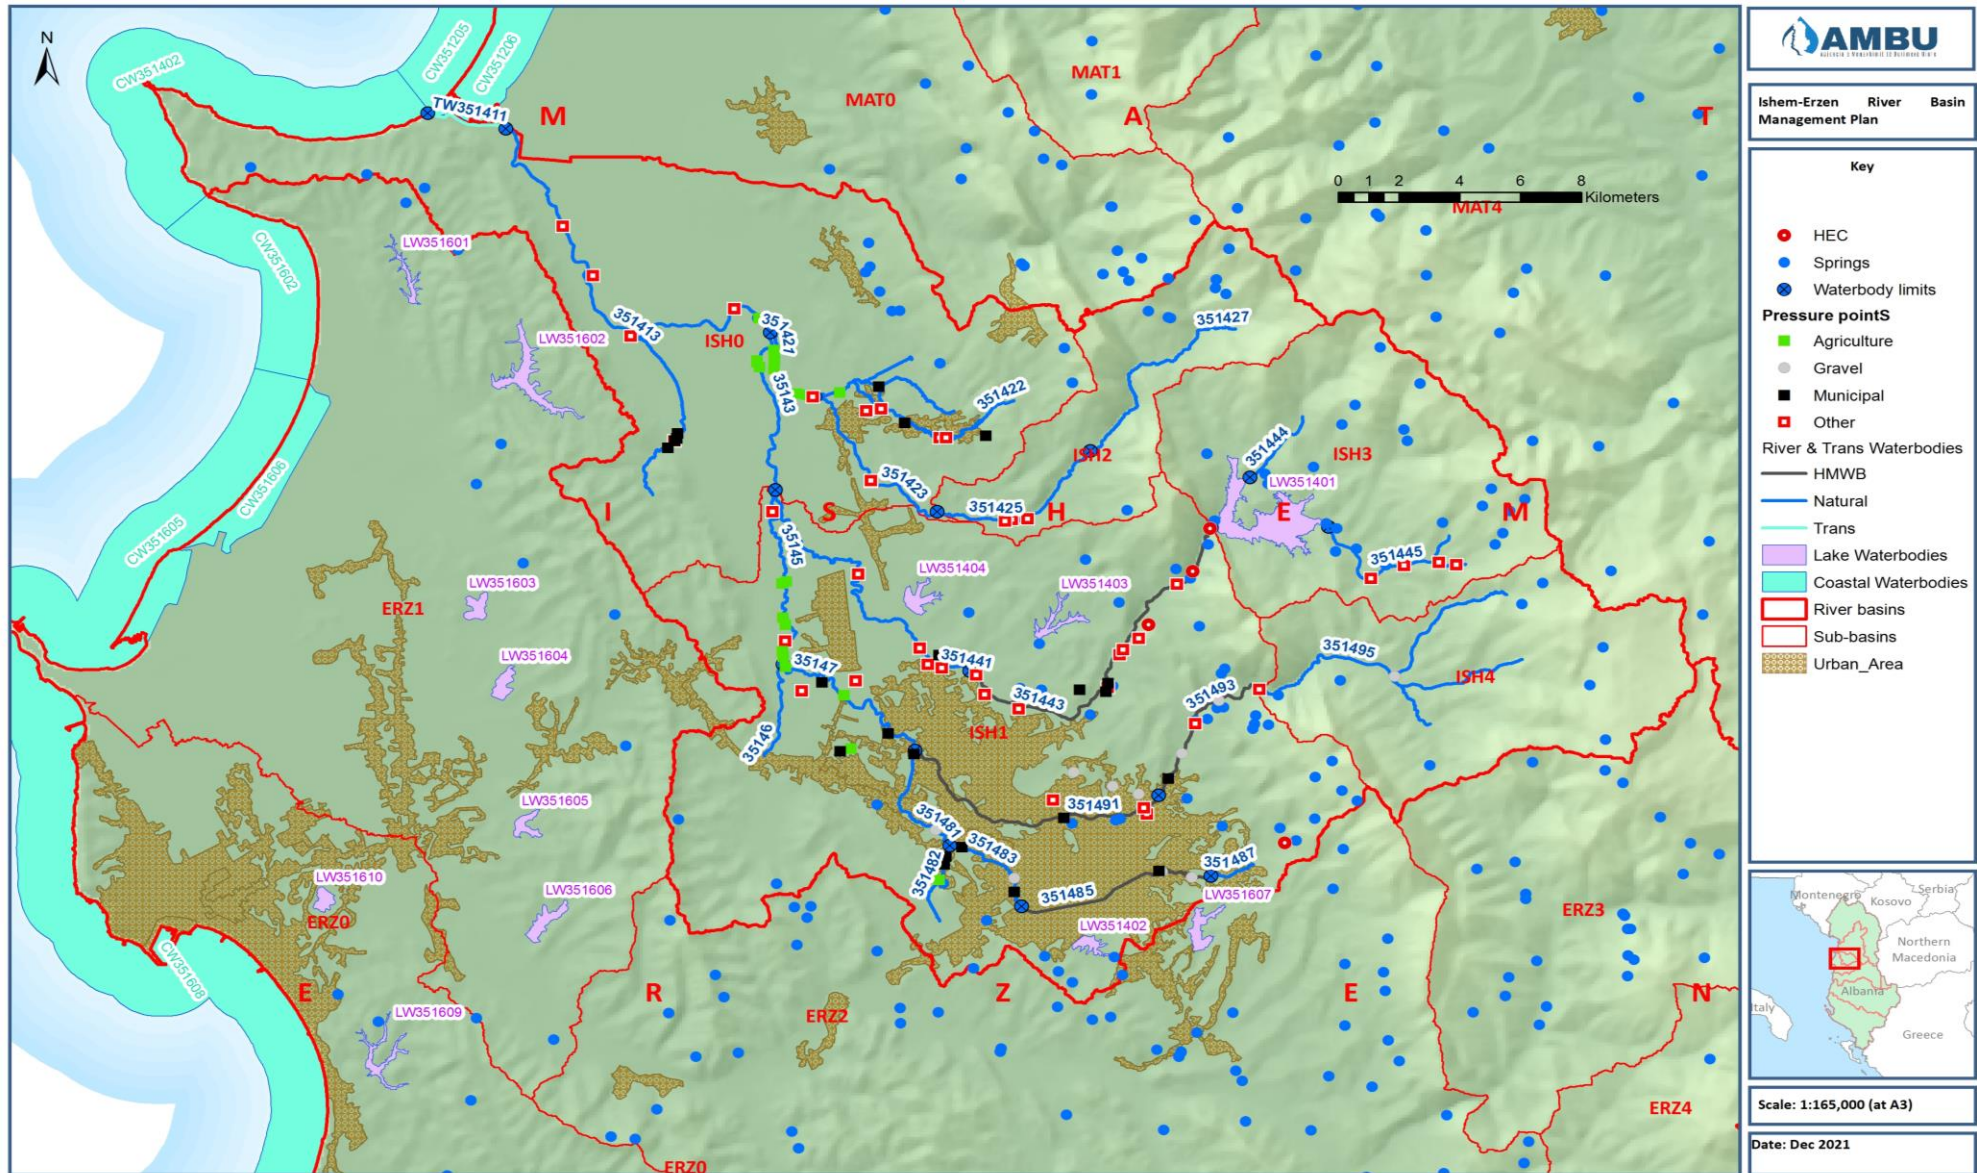 N
CW351402
CW351205
CW351206
TW351411
M
A
T
MAT0
MAT1
MAT4
0 1 2 4 6 8
Kilometers
CW351602
LW351601
LW351602
351413
ISH0
351421
35143
351422
351427
351423
351425
ISH2
351444
LW351401
ISH3
351445
I
S
H
E
M
CW351606
CW351605
35145
LW351404
LW351403
LW351603
ERZ1
LW351604
35147
351441
351443
35146
ISH1
351493
351495
ISH4
LW351605
351491
351481
351483
351482
351485
351487
LW351610
ERZ0
LW351606
LW351402
LW351607
ERZ3
CW351608
E
R
Z
E
N
LW351609
ERZ2
ERZ4
ERZ0
AMBU
Ishem-Erzen River Basin
Management Plan
Key
HEC
Springs
Waterbody limits
Pressure pointS
Agriculture
Gravel
Municipal
Other
River & Trans Waterbodies
HMWB
Natural
Trans
Lake Waterbodies
Coastal Waterbodies
River basins
Sub-basins
Urban_Area
Montenegro
Serbia
Kosovo
Northern
Macedonia
Albania
Italy
Greece
Scale: 1:165,000 (at A3)
Date: Dec 2021